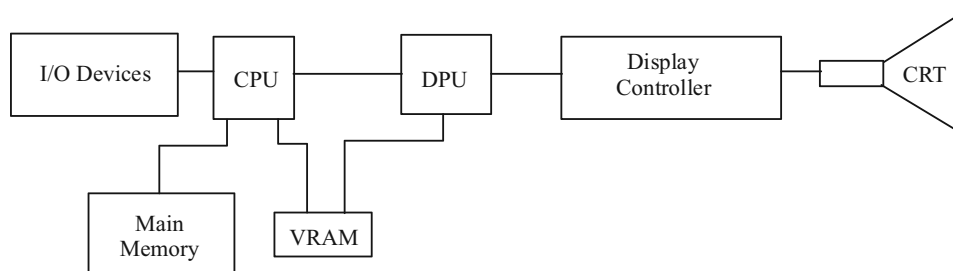 I/O Devices
CPU
DPU
Display
Controller
CRT
Main
Memory
VRAM